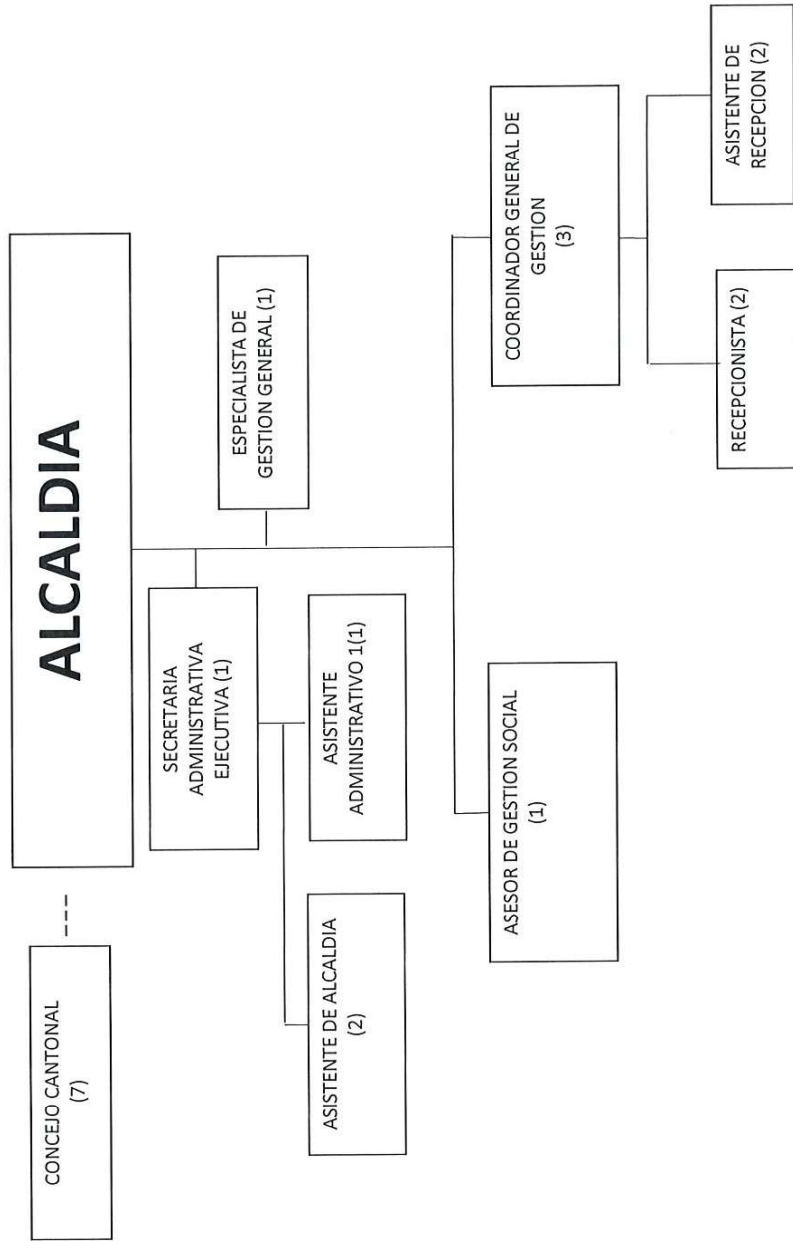 ALCALDIA
CONCEJO CANTONAL
(7)
SECRETARIA
ADMINISTRATIVA
EJECUTIVA (1)
ESPECIALISTA DE
GESTION GENERAL (1)
ASISTENTE DE ALCALDIA
(2)
ASISTENTE
ADMINISTRATIVO 1(1)
ASESOR DE GESTION SOCIAL
(1)
COORDINADOR GENERAL DE
GESTION
(3)
RECEPCIONISTA (2)
ASISTENTE DE
RECEPCION (2)